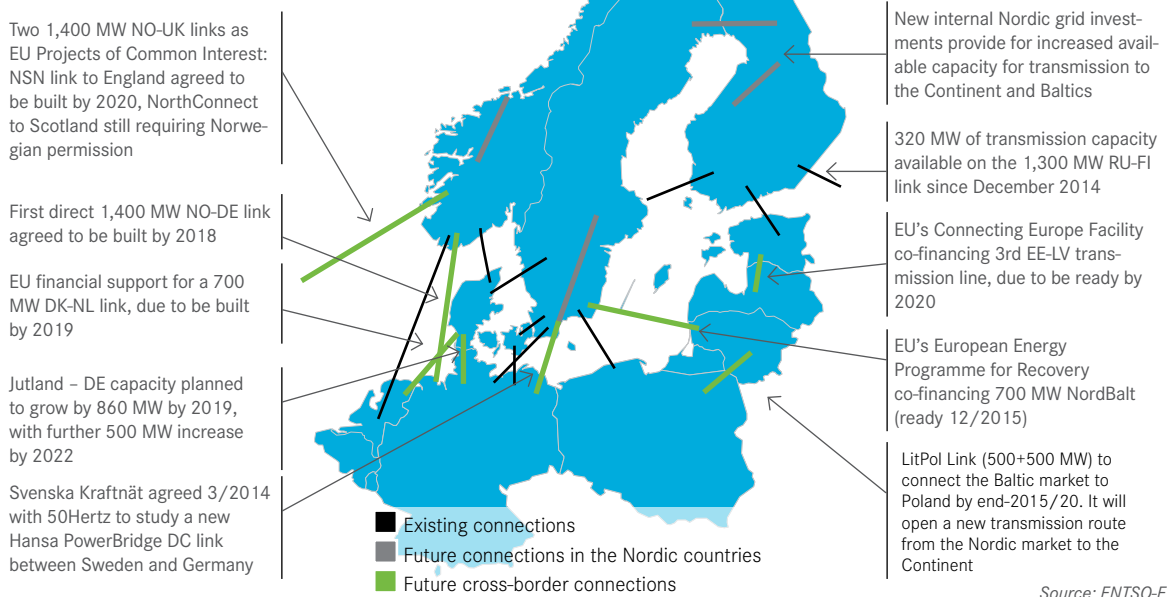 Two 1,400 MW NO-UK links as
EU Projects of Common Interest:
NSN link to England agreed to
be built by 2020, NorthConnect
to Scotland still requiring Norwe-
gian permission
First direct 1,400 MW NO-DE link
agreed to be built by 2018
EU financial support for a 700
MW DK-NL link, due to be built
by 2019
Jutland – DE capacity planned
to grow by 860 MW by 2019,
with further 500 MW increase
by 2022
Svenska Kraftnät agreed 3/2014
with 50Hertz to study a new
Hansa PowerBridge DC link
between Sweden and Germany
New internal Nordic grid invest-
ments provide for increased avail-
able capacity for transmission to
the Continent and Baltics
320 MW of transmission capacity
available on the 1,300 MW RU-FI
link since December 2014
EU's Connecting Europe Facility
co-financing 3rd EE-LV trans-
mission line, due to be ready by
2020
EU's European Energy
Programme for Recovery
co-financing 700 MW NordBalt
(ready 12/2015)
LitPol Link (500+500 MW) to
connect the Baltic market to
Poland by end-2015/20. It will
open a new transmission route
from the Nordic market to the
Continent
Existing connections
Future connections in the Nordic countries
Future cross-border connections
Source: ENTSO-E